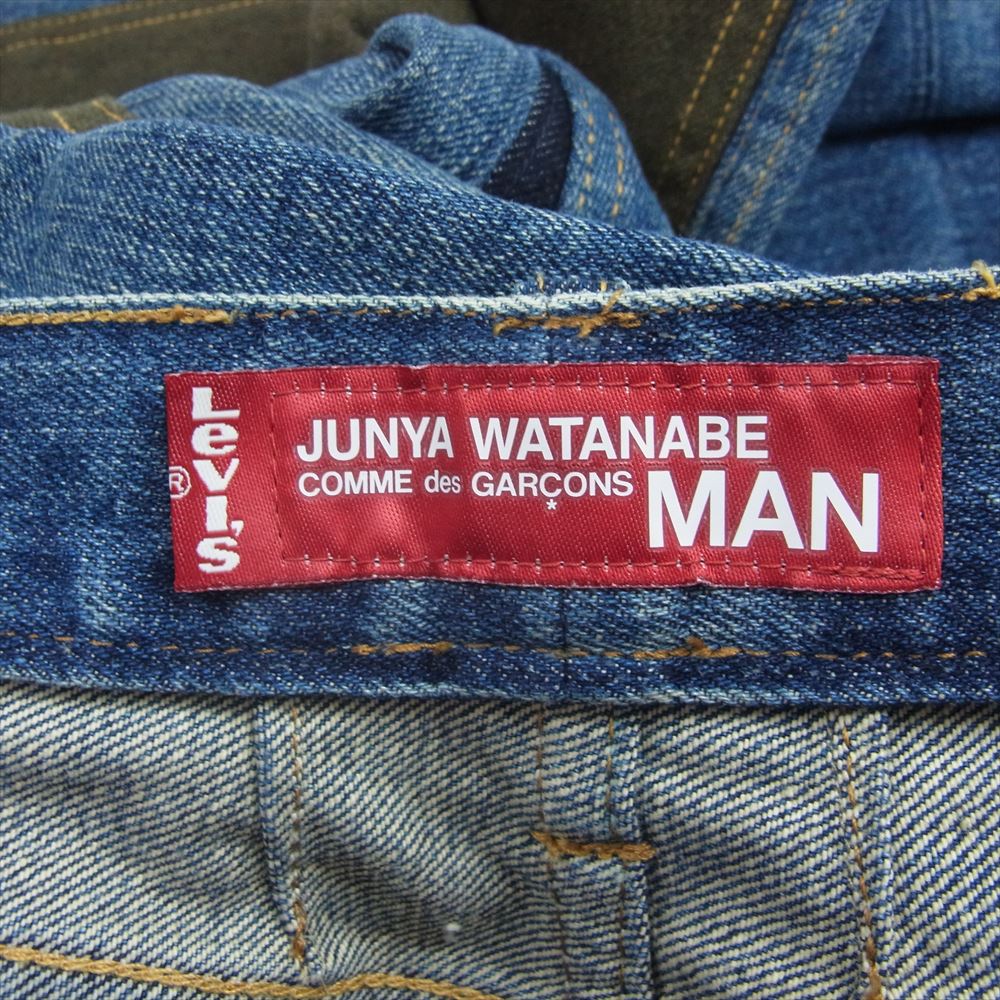 Levi's
®
JUNYA WATANABE
COMME des GARÇONS
*
MAN